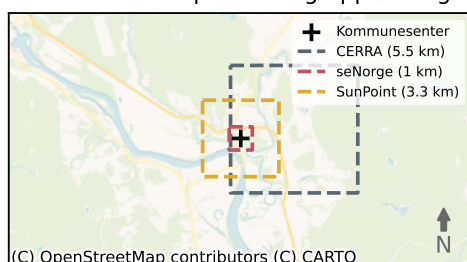 Kommunesenter
CERRA (5.5 km)
seNorge (1 km)
SunPoint (3.3 km)
N
(C) OpenStreetMap contributors (C) CARTO